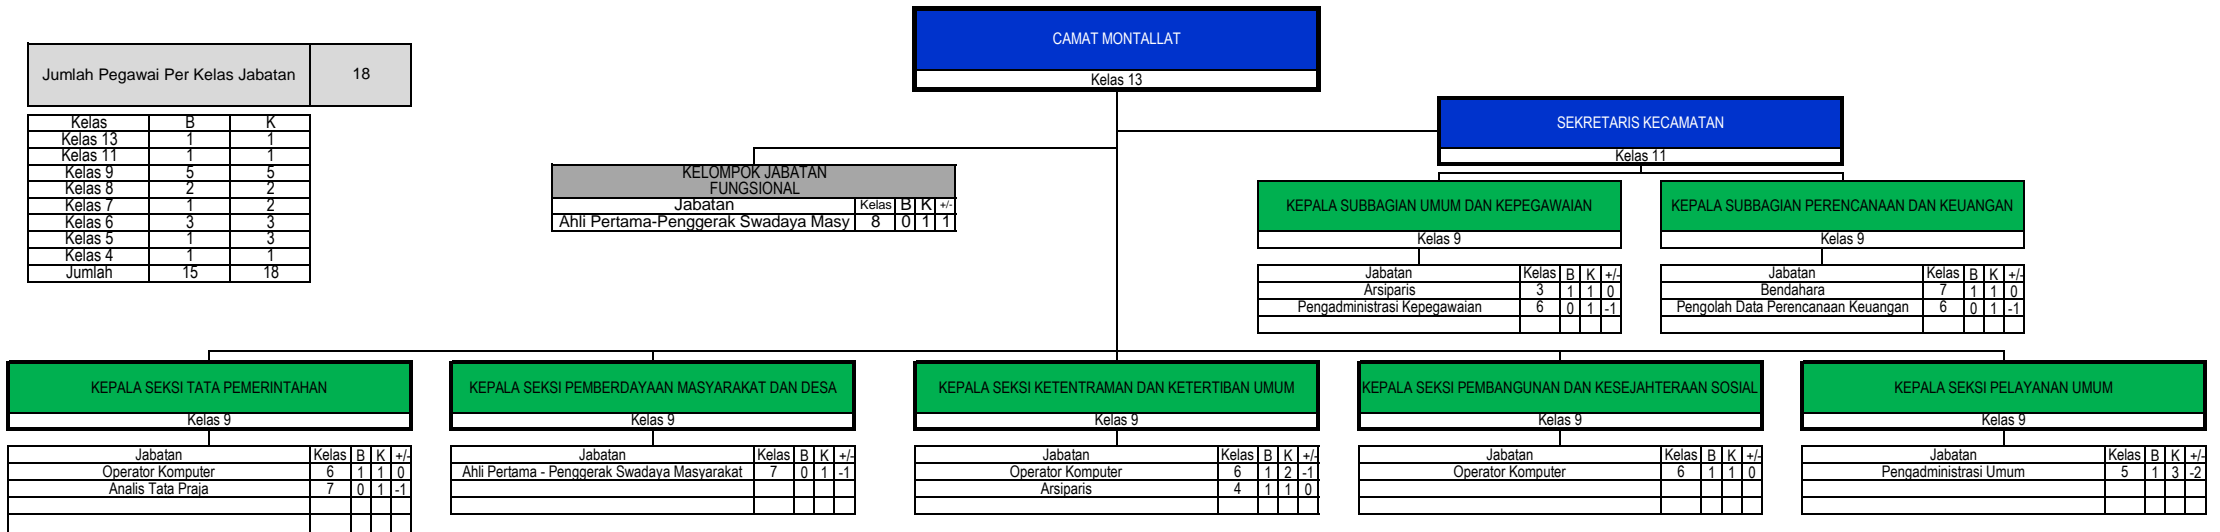 CAMAT MONTALLAT
Kelas 13
Jumlah Pegawai Per Kelas Jabatan 18
Kelas B K
Kelas 13 1 1
Kelas 11 1 1
Kelas 9 5 5
Kelas 8 2 2
Kelas 7 1 2
Kelas 6 3 3
Kelas 5 1 3
Kelas 4 1 1
Jumlah 15 18
SEKRETARIS KECAMATAN
Kelas 11
KELOMPOK JABATAN
FUNGSIONAL
Jabatan Kelas B K +/-
Ahli Pertama-Penggerak Swadaya Masy 8 0 1 1
KEPALA SUBBAGIAN UMUM DAN KEPEGAWAIAN
Kelas 9
Jabatan Kelas B K +/-
Arsiparis 3 1 1 0
Pengadministrasi Kepegawaian 6 0 1 -1
KEPALA SUBBAGIAN PERENCANAAN DAN KEUANGAN
Kelas 9
Jabatan Kelas B K +/-
Bendahara 7 1 1 0
Pengolah Data Perencanaan Keuangan 6 0 1 -1
KEPALA SEKSI TATA PEMERINTAHAN
Kelas 9
Jabatan Kelas B K +/-
Operator Komputer 6 1 1 0
Analis Tata Praja 7 0 1 -1
KEPALA SEKSI PEMBERDAYAAN MASYARAKAT DAN DESA
Kelas 9
Jabatan Kelas B K +/-
Ahli Pertama - Penggerak Swadaya Masyarakat 7 0 1 -1
KEPALA SEKSI KETENTRAMAN DAN KETERTIBAN UMUM
Kelas 9
Jabatan Kelas B K +/-
Operator Komputer 6 1 2 -1
Arsiparis 4 1 1 0
KEPALA SEKSI PEMBANGUNAN DAN KESEJAHTERAAN SOSIAL
Kelas 9
Jabatan Kelas B K +/-
Operator Komputer 6 1 1 0
KEPALA SEKSI PELAYANAN UMUM
Kelas 9
Jabatan Kelas B K +/-
Pengadministrasi Umum 5 1 3 -2